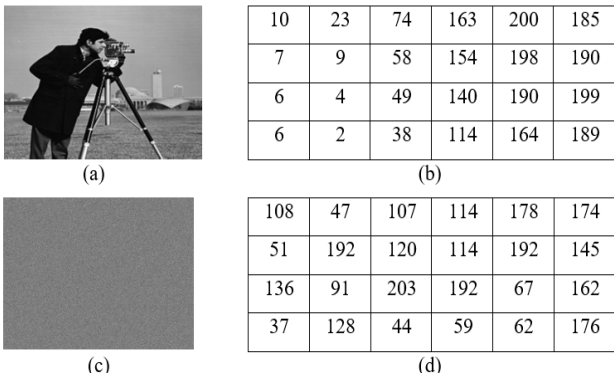 10 23 74 163 200 185
7 9 58 154 198 190
6 4 49 140 190 199
6 2 38 114 164 189
(a) (b)
108 47 107 114 178 174
51 192 120 114 192 145
136 91 203 192 67 162
37 128 44 59 62 176
(c) (d)